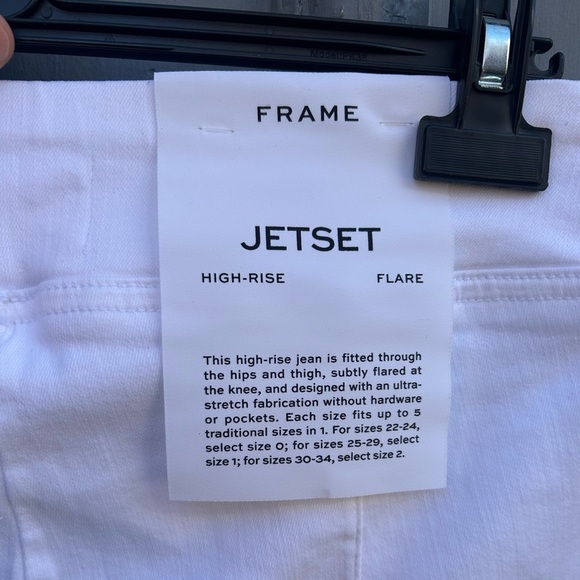 FRAME
JETSET
HIGH-RISE FLARE
This high-rise jean is fitted through
the hips and thigh, subtly flared at
the knee, and designed with an ultra-
stretch fabrication without hardware
or pockets. Each size fits up to 5
traditional sizes in 1. For sizes 22-24,
select size 0; for sizes 25-29, select
size 1; for sizes 30-34, select size 2.